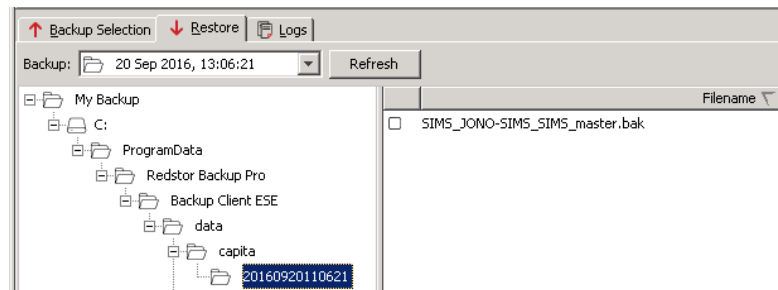 Backup Selection Restore Logs
Backup: 20 Sep 2016, 13:06:21 Refresh
My Backup
Filename
C:
SIMS_JONO-SIMS_SIMS_master.bak
ProgramData
Redstor Backup Pro
Backup Client ESE
data
capita
20160920110621